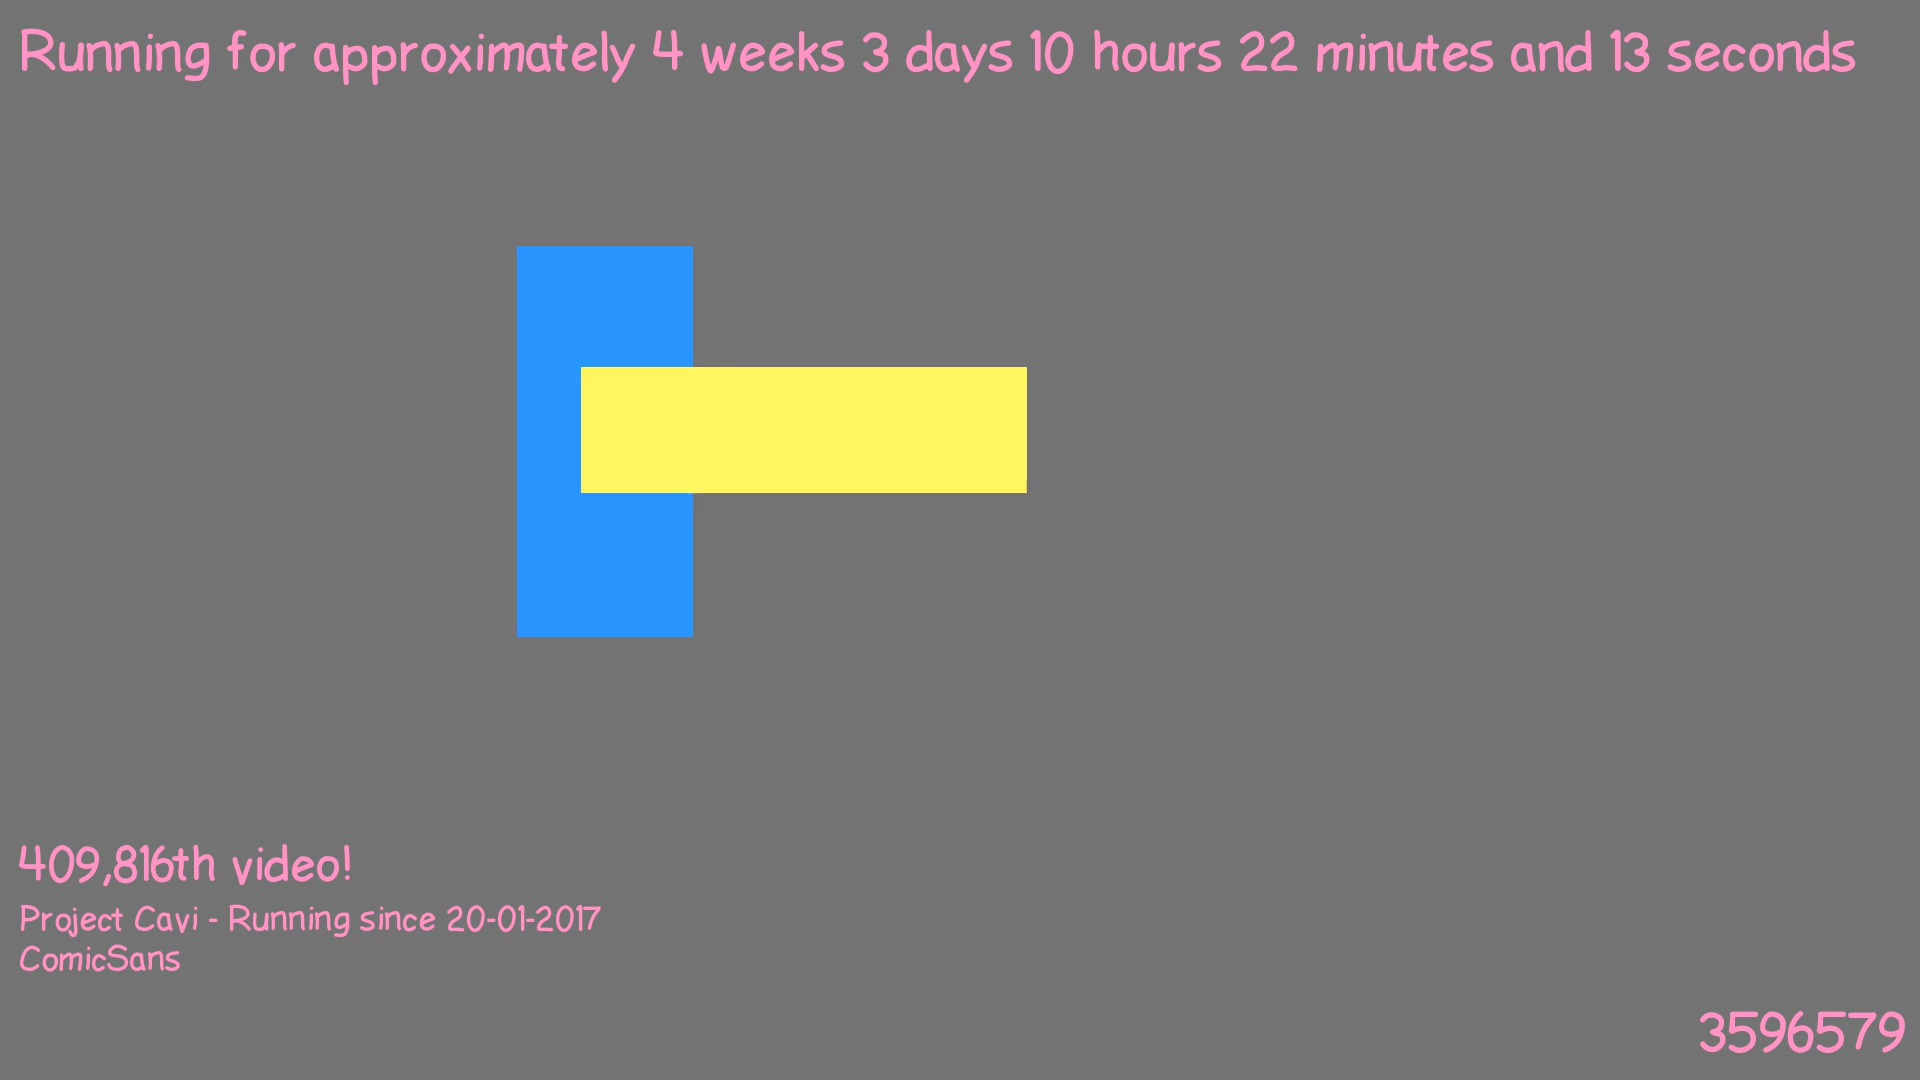 Running for approximately 4 weeks 3 days 10 hours 22 minutes and 13 seconds
409,816th video!
Project Cavi - Running since 20-01-2017
ComicSans
3596579